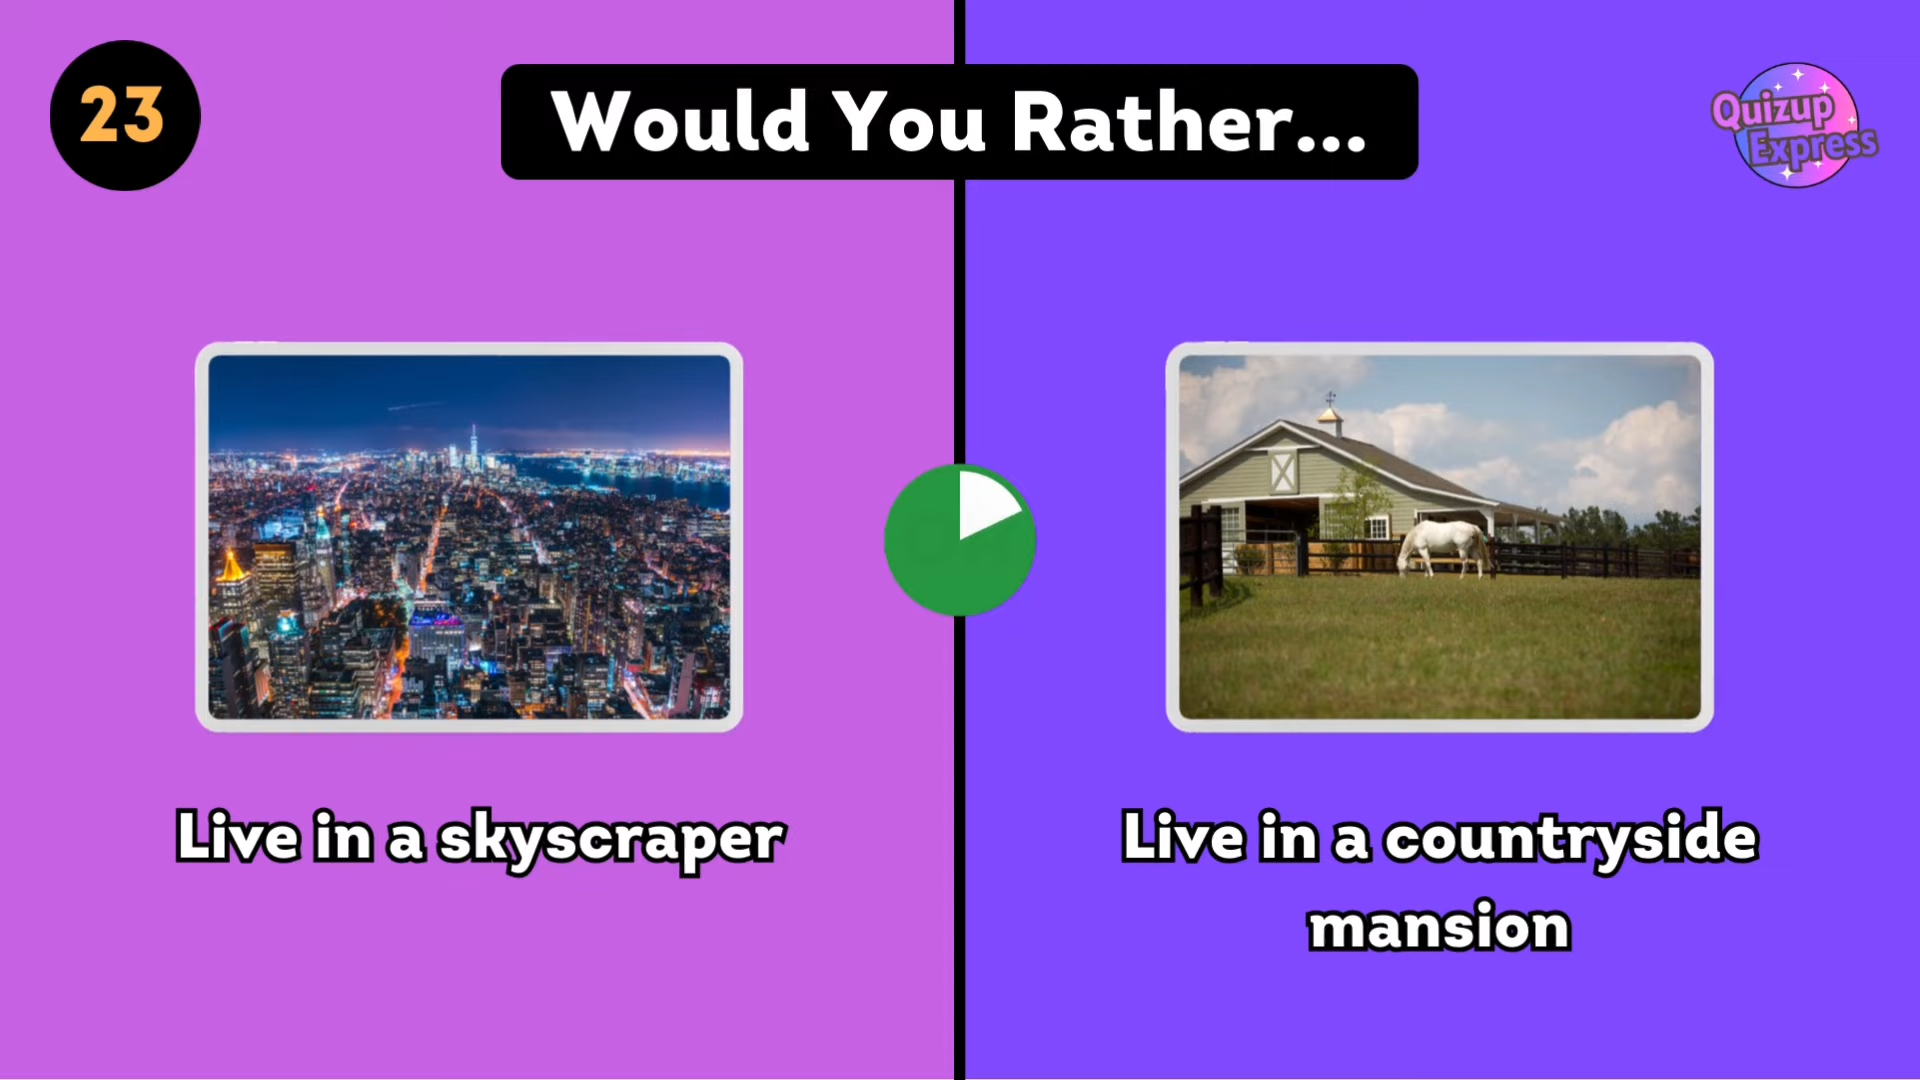 23
Would You Rather...
Quizup
Express
Live in a skyscraper
Live in a countryside
mansion